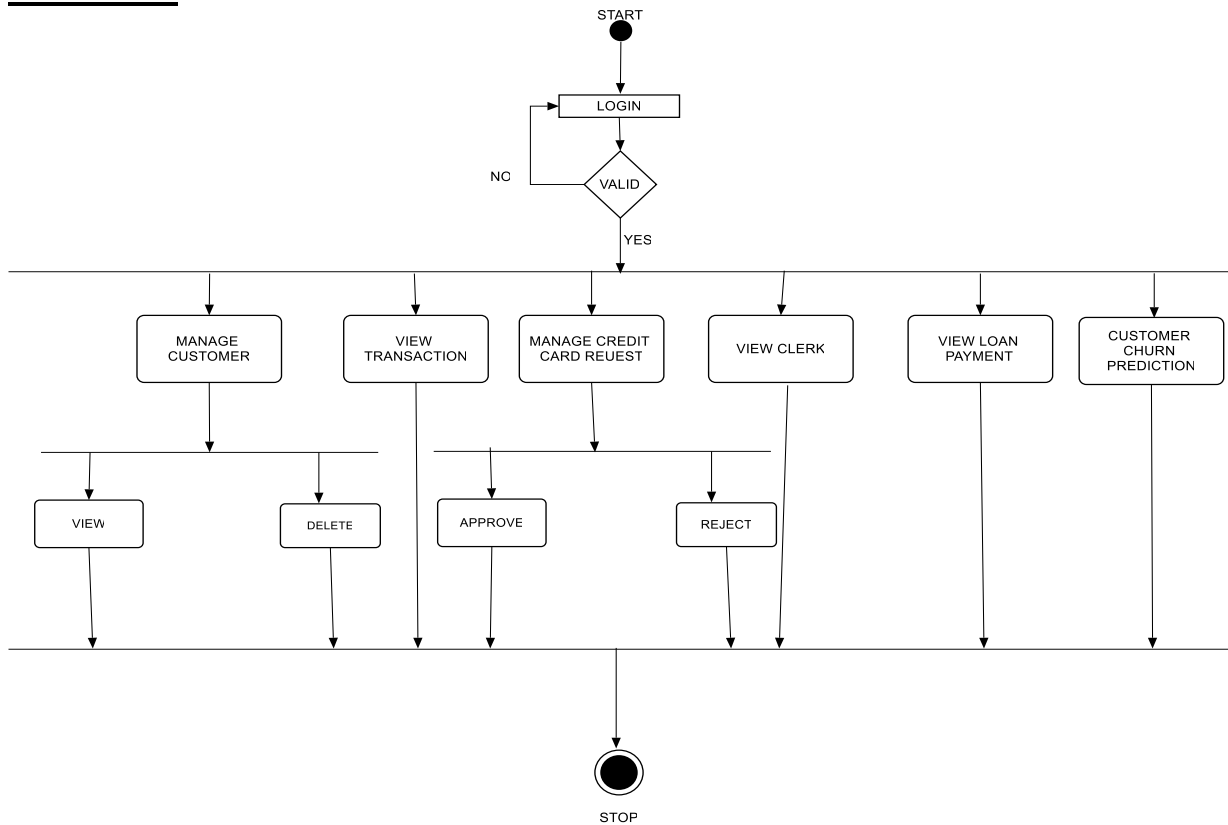 START
LOGIN
NO
VALID
YES
MANAGE
CUSTOMER
VIEW
TRANSACTION
MANAGE CREDIT
CARD REUEST
VIEW CLERK
VIEW LOAN
PAYMENT
CUSTOMER
CHURN
PREDICTION
VIEW
DELETE
APPROVE
REJECT
STOP